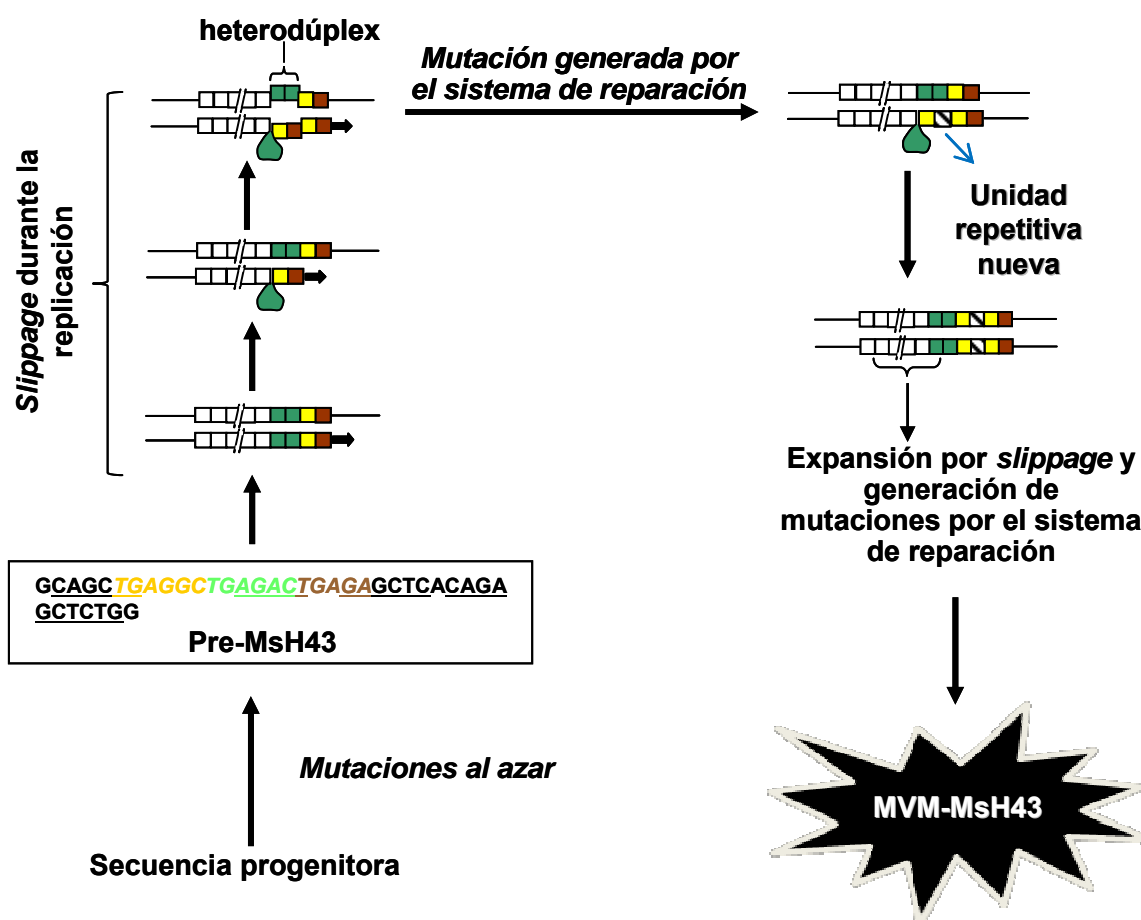 heterodúplex
Mutación generada por
el sistema de reparación
Slippage durante la
replicación
Unidad
repetitiva
nueva
Expansión por slippage y
generación de
mutaciones por el sistema
de reparación
GCAGCTGAGGCTGAGACTGAGAGCTCACAGA
GCTCTGG
Pre-MsH43
Mutaciones al azar
Secuencia progenitora
MVM-MsH43